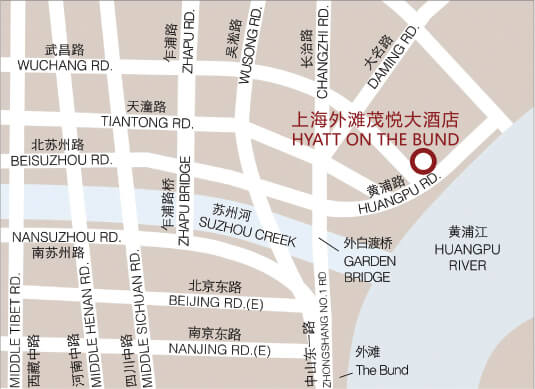 武昌路
WUCHANG RD.
乍浦路
ZHAPU RD.
吴淞路
WUSONG RD.
长治路
CHANGZHI RD.
大名路
DAMING RD.
天潼路
TIANTONG RD.
上海外滩茂悦大酒店
HYATT ON THE BUND
北苏州路
BEISUZHOU RD.
乍浦路桥
ZHAPU BRIDGE
苏州河
SUZHOU CREEK
黄浦路
HUANGPU RD.
黄浦江
HUANGPU
RIVER
外白渡桥
GARDEN
BRIDGE
NANSUZHOU RD.
南苏州路
北京东路
BEIJING RD.(E)
南京东路
NANJING RD.(E)
MIDDLE TIBET RD.
西藏中路
MIDDLE HENAN RD.
河南中路
MIDDLE SICHUAN RD.
四川中路
中山东一路
ZHONGSHANG NO.1 RD
外滩
The Bund